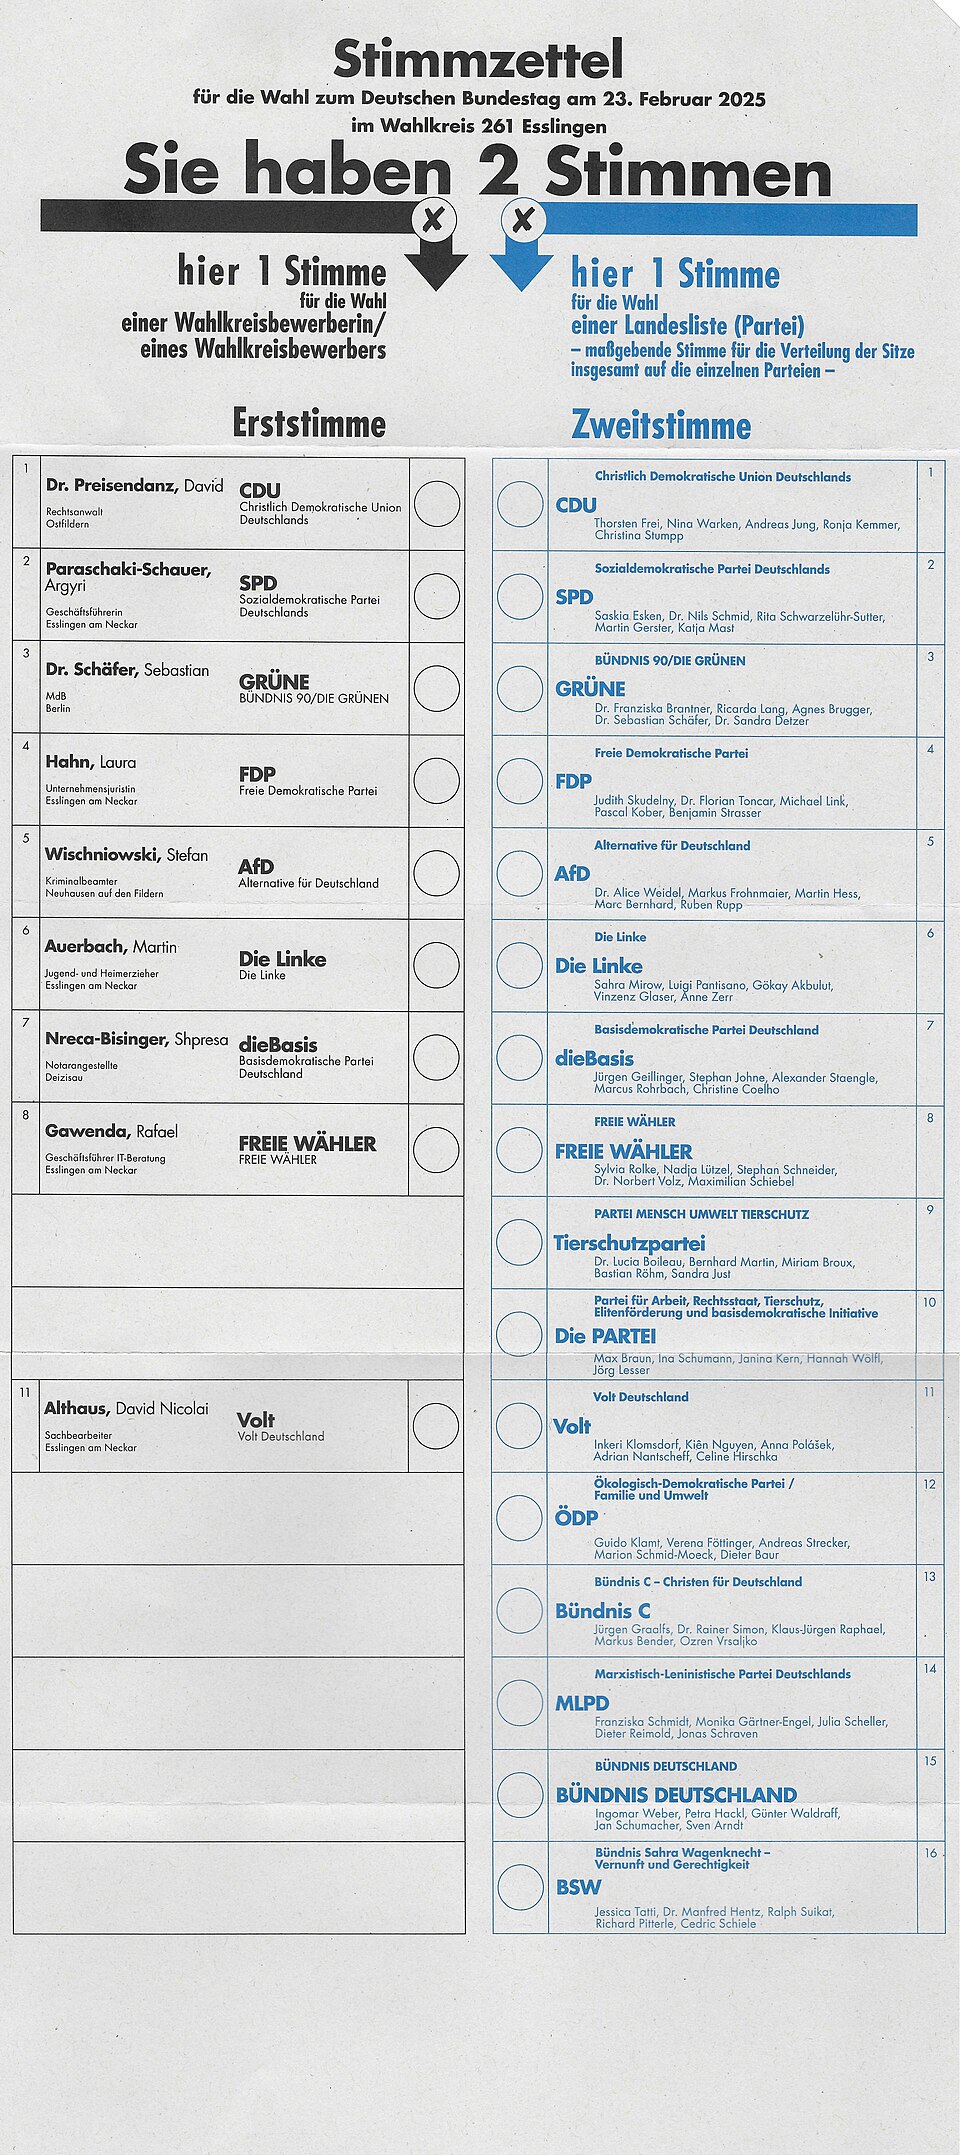 Stimmzettel
für die Wahl zum Deutschen Bundestag am 23. Februar 2025
im Wahlkreis 261 Esslingen
Sie haben 2 Stimmen
hier 1 Stimme
für die Wahl
einer Wahlkreisbewerberin/
eines Wahlkreisbewerbers
Erststimme
1
Dr. Preisendanz, David
Rechtsanwalt
Ostfildern
CDU
Christlich Demokratische Union
Deutschlands
2
Paraschaki-Schauer,
Argyri
Geschäftsführerin
Esslingen am Neckar
SPD
Sozialdemokratische Partei
Deutschlands
3
Dr. Schäfer, Sebastian
MdB
Berlin
GRÜNE
BÜNDNIS 90/DIE GRÜNEN
4
Hahn, Laura
Unternehmensjuristin
Esslingen am Neckar
FDP
Freie Demokratische Partei
5
Wischniowski, Stefan
Kriminalbeamter
Neuhausen auf den Fildern
AfD
Alternative für Deutschland
6
Auerbach, Martin
Jugend- und Heimerzieher
Esslingen am Neckar
Die Linke
Die Linke
7
Nreca-Bisinger, Shpresa
Notarangestellte
Deizisau
dieBasis
Basisdemokratische Partei
Deutschland
8
Gawenda, Rafael
Geschäftsführer IT-Beratung
Esslingen am Neckar
FREIE WÄHLER
FREIE WÄHLER
11
Althaus, David Nicolai
Sachbearbeiter
Esslingen am Neckar
Volt
Volt Deutschland
hier 1 Stimme
für die Wahl
einer Landesliste (Partei)
– maßgebende Stimme für die Verteilung der Sitze
insgesamt auf die einzelnen Parteien –
Zweitstimme
Christlich Demokratische Union Deutschlands
1
CDU
Thorsten Frei, Nina Warken, Andreas Jung, Ronja Kemmer,
Christina Stumpp
Sozialdemokratische Partei Deutschlands
2
SPD
Saskia Esken, Dr. Nils Schmid, Rita Schwarzelühr-Sutter,
Martin Gerster, Katja Mast
BÜNDNIS 90/DIE GRÜNEN
3
GRÜNE
Dr. Franziska Brantner, Ricarda Lang, Agnes Brugger,
Dr. Sebastian Schäfer, Dr. Sandra Detzer
Freie Demokratische Partei
4
FDP
Judith Skudelny, Dr. Florian Toncar, Michael Link,
Pascal Kober, Benjamin Strasser
Alternative für Deutschland
5
AfD
Dr. Alice Weidel, Markus Frohnmaier, Martin Hess,
Marc Bernhard, Ruben Rupp
Die Linke
6
Die Linke
Sahra Mirow, Luigi Pantisano, Gökay Akbulut,
Vinzenz Glaser, Anne Zerr
Basisdemokratische Partei Deutschland
7
dieBasis
Jürgen Geillinger, Stephan Johne, Alexander Staengle,
Marcus Rohrbach, Christine Coelho
FREIE WÄHLER
8
FREIE WÄHLER
Sylvia Rolke, Nadja Lützel, Stephan Schneider,
Dr. Norbert Volz, Maximilian Schiebel
PARTEI MENSCH UMWELT TIERSCHUTZ
9
Tierschutzpartei
Dr. Lucia Boileau, Bernhard Martin, Miriam Broux,
Bastian Röhm, Sandra Just
Partei für Arbeit, Rechtsstaat, Tierschutz,
Elitenförderung und basisdemokratische Initiative
10
Die PARTEI
Max Braun, Ina Schumann, Janina Kern, Hannah Wölfl,
Jörg Lesser
Volt Deutschland
11
Volt
Inkeri Klomsdorf, Kiên Nguyen, Anna Polášek,
Adrian Nantscheff, Celine Hirschka
Ökologisch-Demokratische Partei /
Familie und Umwelt
12
ÖDP
Guido Klamt, Verena Föttinger, Andreas Strecker,
Marion Schmid-Moeck, Dieter Baur
Bündnis C – Christen für Deutschland
13
Bündnis C
Jürgen Graalfs, Dr. Rainer Simon, Klaus-Jürgen Raphael,
Markus Bender, Ozren Vrsaljko
Marxistisch-Leninistische Partei Deutschlands
14
MLPD
Franziska Schmidt, Monika Gärtner-Engel, Julia Scheller,
Dieter Reimold, Jonas Schraven
BÜNDNIS DEUTSCHLAND
15
BÜNDNIS DEUTSCHLAND
Ingomar Weber, Petra Hackl, Günter Waldraff,
Jan Schumacher, Sven Arndt
Bündnis Sahra Wagenknecht –
Vernunft und Gerechtigkeit
16
BSW
Jessica Tatti, Dr. Manfred Hentz, Ralph Suikat,
Richard Pitterle, Cedric Schiele